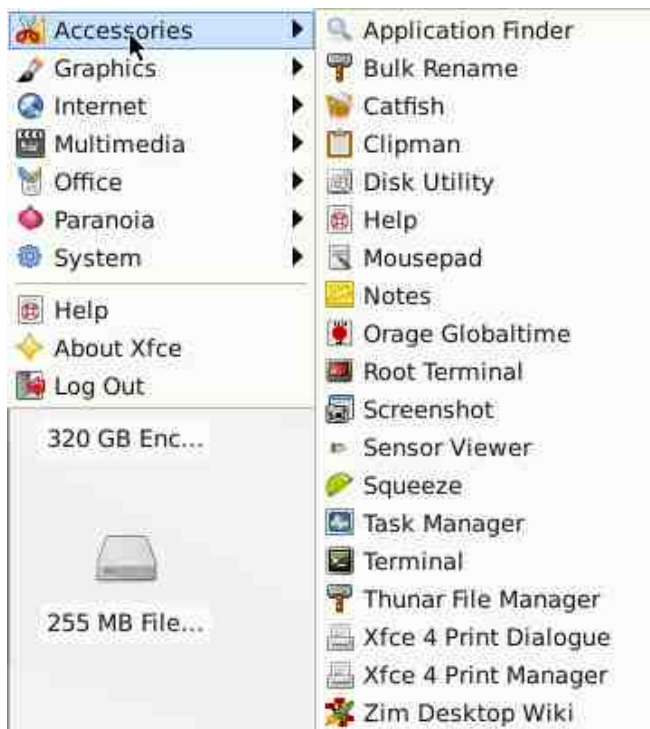 Accessories
Graphics
Internet
Multimedia
Office
Paranoia
System
Help
About Xfce
Log Out
320 GB Enc...
255 MB File...
Application Finder
Bulk Rename
Catfish
Clipman
Disk Utility
Help
Mousepad
Notes
Orage Globaltime
Root Terminal
Screenshot
Sensor Viewer
Squeeze
Task Manager
Terminal
Thunar File Manager
Xfce 4 Print Dialogue
Xfce 4 Print Manager
Zim Desktop Wiki